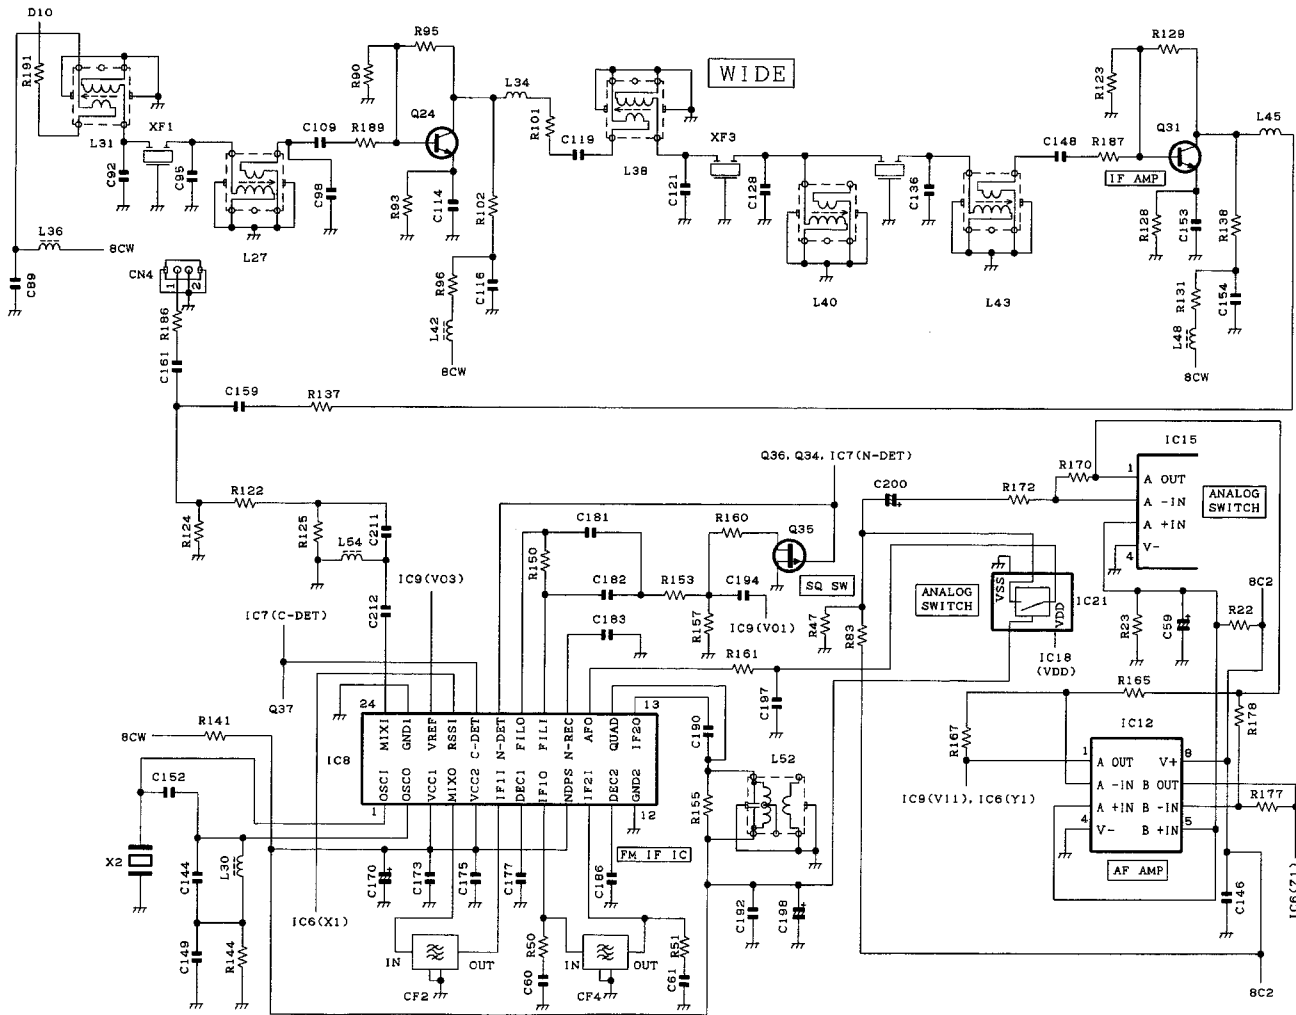 D10
R191
L31
XF1
C92
C95
L27
C98
C109
R189
R90
R95
Q24
R93
C114
R102
R96
C116
L42
8CW
L34
R101
C119
L38
WIDE
C121
XF3
C128
L40
C136
L43
C148
R187
IF AMP
R123
R129
Q31
L45
R128
C153
R138
R131
C154
L48
8CW
L36
8CW
C89
CN4
1
2
R186
C161
C159
R137
R122
R124
R125
L54
C211
C212
IC9(VO3)
IC7(C-DET)
Q37
Q36, Q34, IC7(N-DET)
C181
R150
C182
C183
R153
R160
Q35
SQ SW
C194
R157
IC9(VO1)
R161
C197
R47
R83
C200
R172
R170
IC15
1
A OUT
A -IN
A +IN
V-
4
ANALOG
SWITCH
ANALOG
SWITCH
VSS
VDD
IC21
IC18
(VDD)
R23
C59
R22
8C2
R165
R178
R167
IC12
1
A OUT
A -IN
A +IN
V-
4
8
V+
B OUT
B -IN
B +IN
5
AF AMP
IC9(V11), IC6(Y1)
R177
IC6(Z1)
C146
8C2
8CW
R141
IC8
24
MIXI
GND1
VREF
RSSI
C-DET
N-DET
FILO
FILI
N-REC
AFO
QUAD
IF2O
13
1
OSCI
OSCO
VCC1
MIXO
VCC2
IF1I
DEC1
IF1O
NDPS
IF2I
DEC2
GND2
12
FM IF IC
C190
L52
R155
C192
C198
C152
X2
C144
L30
C149
R144
IC6(X1)
C170
C173
C175
C177
C186
IN
OUT
CF2
R50
C60
IN
OUT
CF4
R51
C61